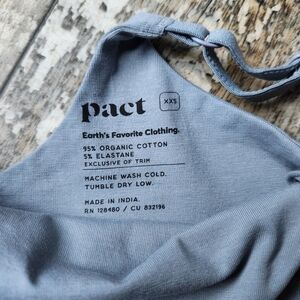 pact
XXS
Earth's Favorite Clothing.
95% ORGANIC COTTON
5% ELASTANE
EXCLUSIVE OF TRIM
MACHINE WASH COLD.
TUMBLE DRY LOW.
MADE IN INDIA.
RN 128480 / CU 832196